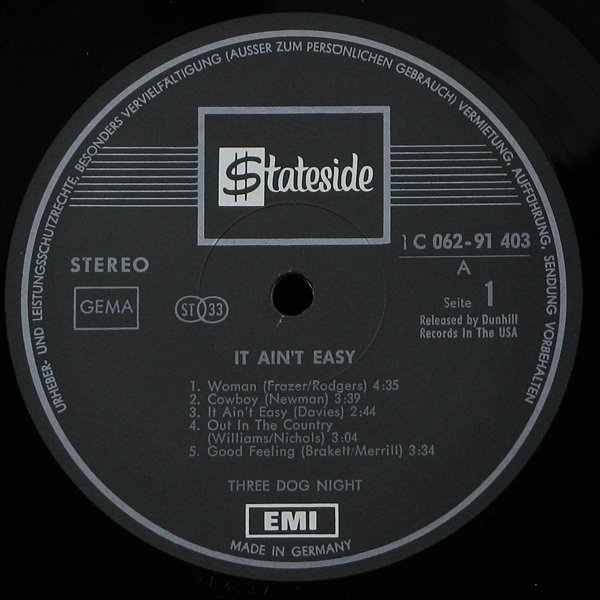 URHEBER- UND LEISTUNGSSCHUTZRECHTE, BESONDERS VERVIELFÄLTIGUNG (AUSSER ZUM PERSÖNLICHEN GEBRAUCH) VERMIETUNG, AUFFÜHRUNG, SENDUNG VORBEHALTEN
$tateside
STEREO
1 C 062-91 403
A
GEMA
ST 33
Seite 1
Released by Dunhill
Records In The USA
IT AIN'T EASY
1. Woman (Frazer/Rodgers) 4:35
2. Cowboy (Newman) 3:39
3. It Ain't Easy (Davies) 2:44
4. Out In The Country
(Williams/Nichols) 3:04
5. Good Feeling (Brakett/Merrill) 3:34
THREE DOG NIGHT
EMI
MADE IN GERMANY